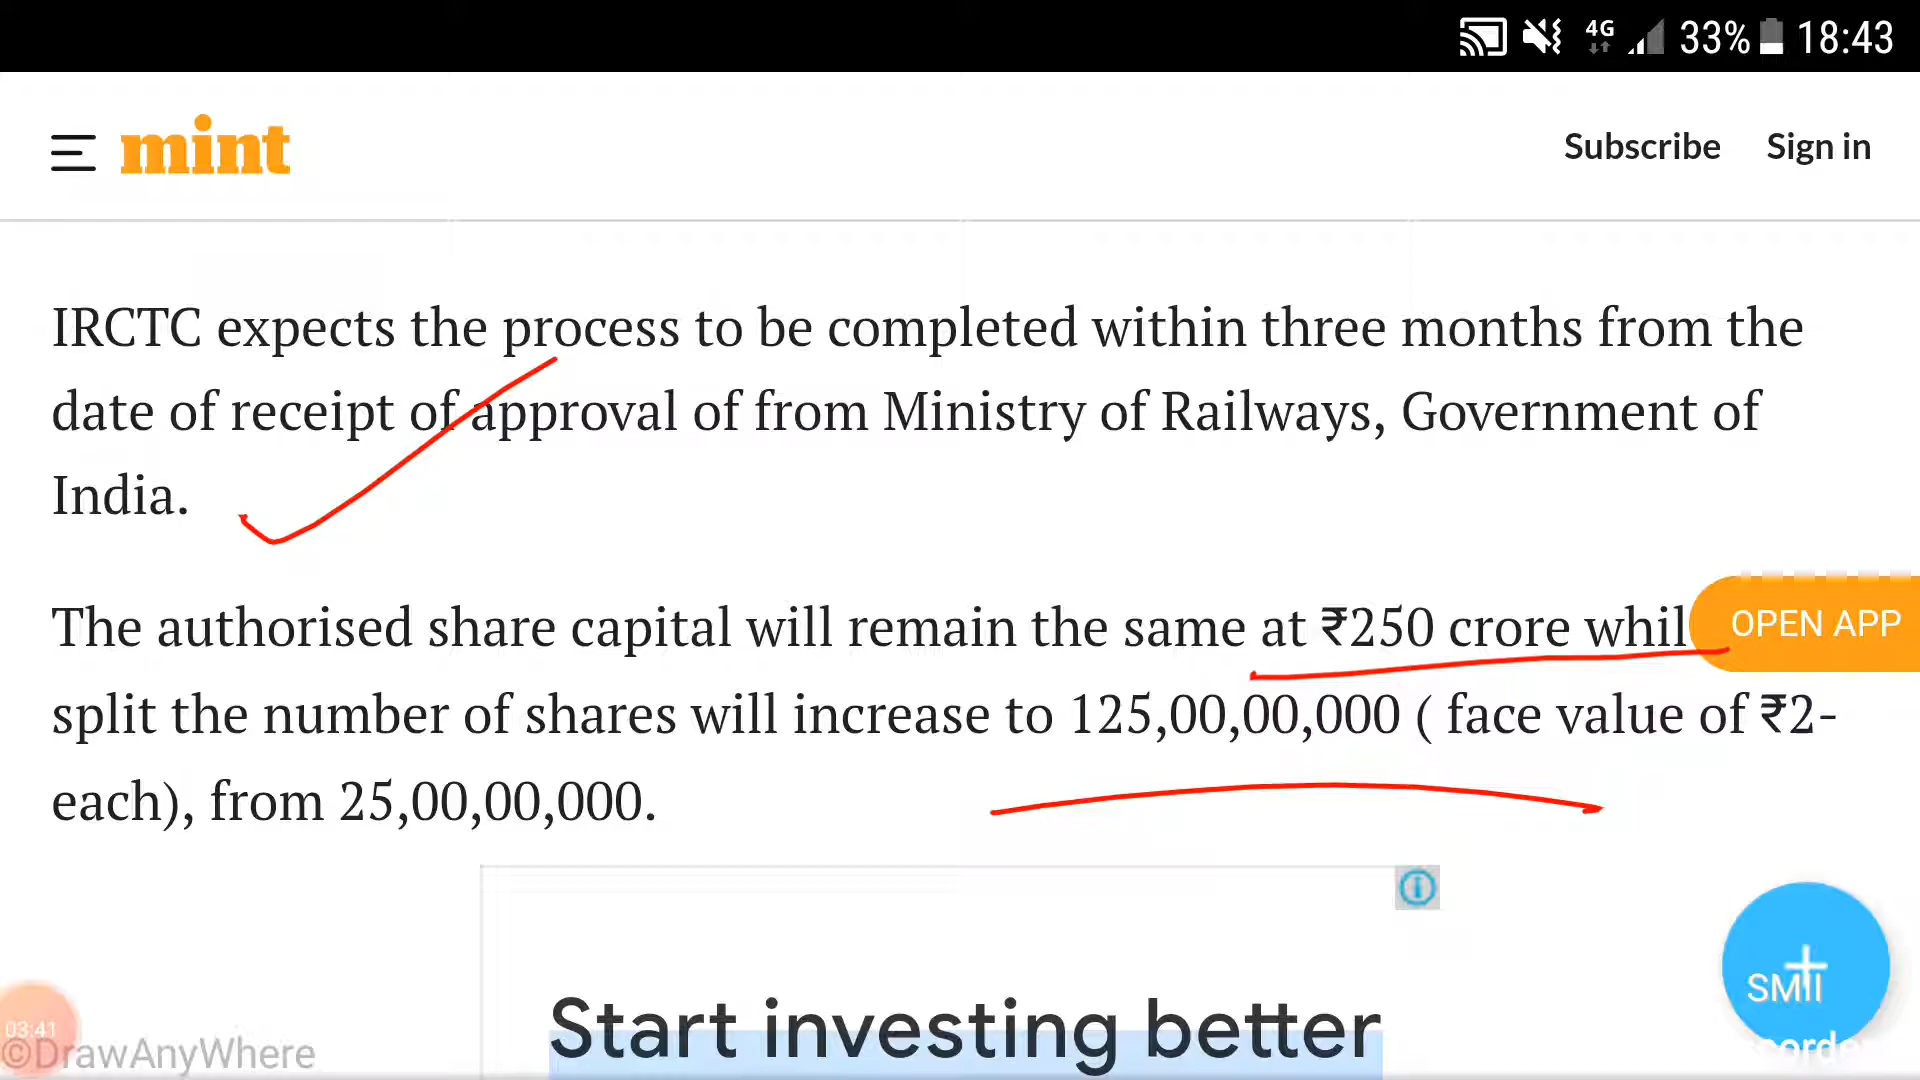 4G 33% 18:43
mint Subscribe Sign in
IRCTC expects the process to be completed within three months from the
date of receipt of approval of from Ministry of Railways, Government of
India.
The authorised share capital will remain the same at ₹250 crore whil
OPEN APP
split the number of shares will increase to 125,00,00,000 ( face value of ₹2-
each), from 25,00,00,000.
Start investing better
03:41
©DrawAnyWhere